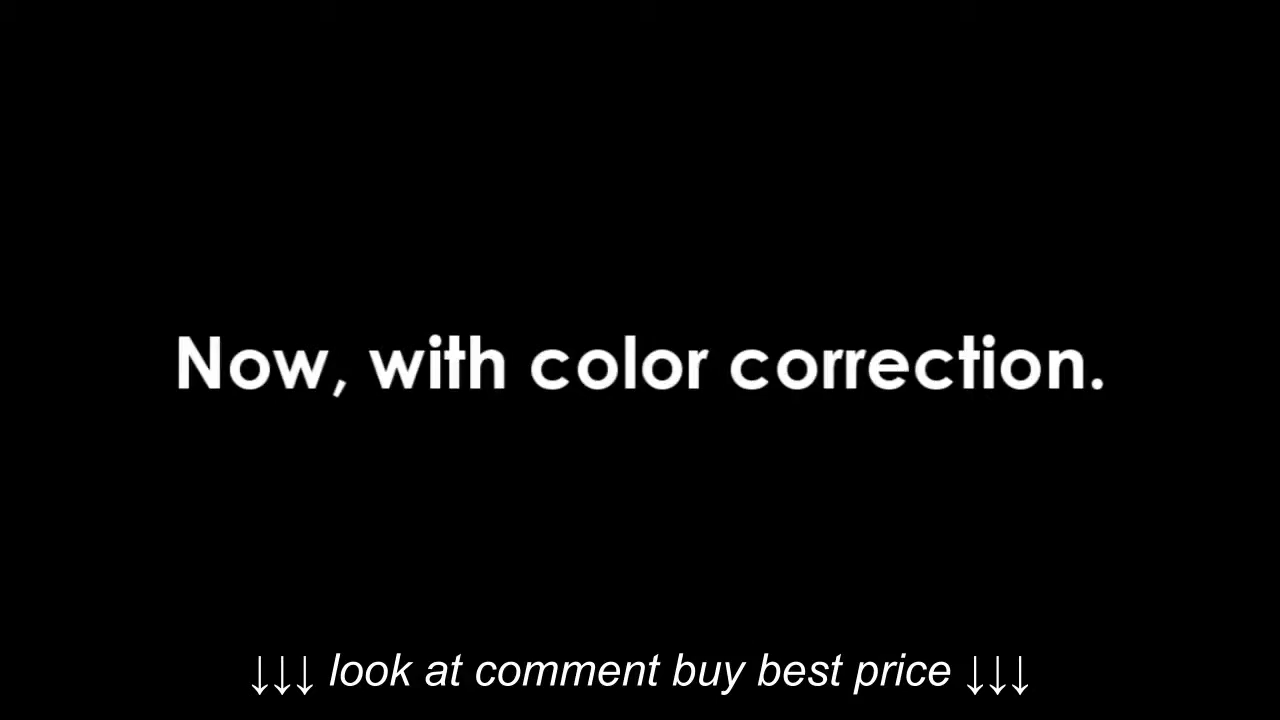 Now, with color correction.
↓↓↓ look at comment buy best price ↓↓↓